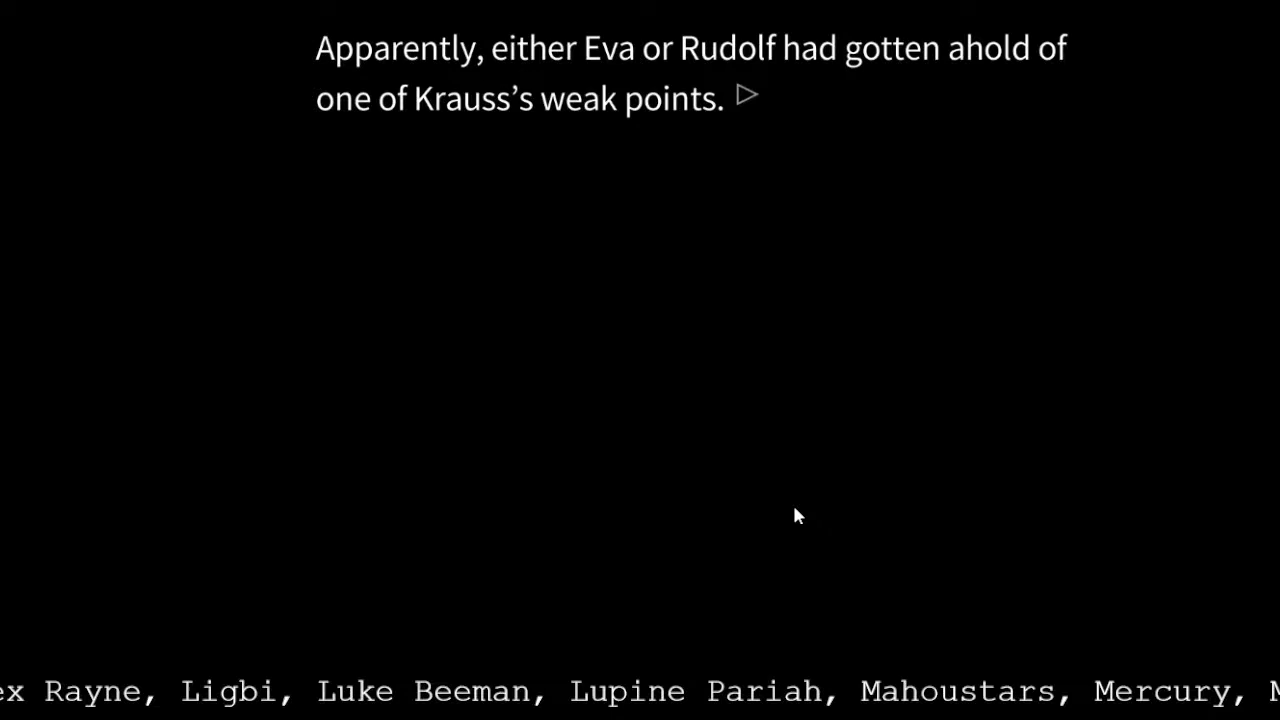 Apparently, either Eva or Rudolf had gotten ahold of
one of Krauss’s weak points.
ex Rayne, Ligbi, Luke Beeman, Lupine Pariah, Mahoustars, Mercury,